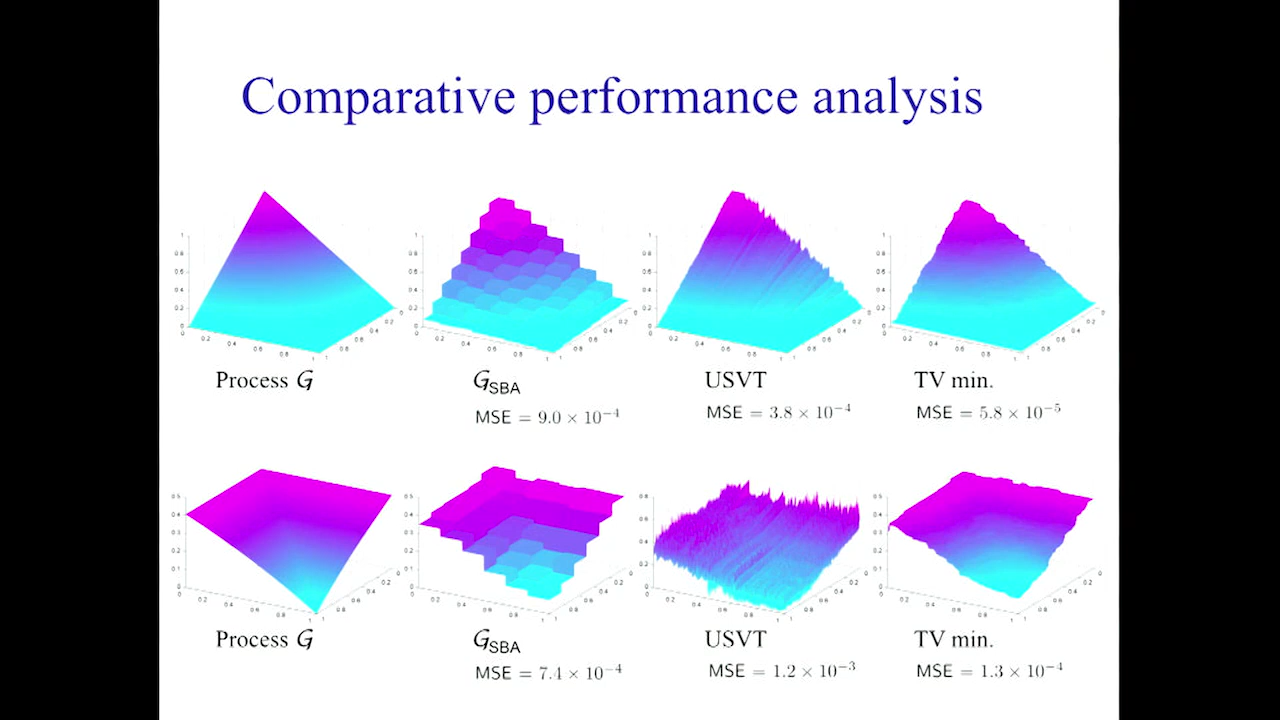 Comparative performance analysis
Process G
G SBA
USVT
TV min.
MSE = 9.0 × 10⁻⁴
MSE = 3.8 × 10⁻⁴
MSE = 5.8 × 10⁻⁵
Process G
G SBA
USVT
TV min.
MSE = 7.4 × 10⁻⁴
MSE = 1.2 × 10⁻³
MSE = 1.3 × 10⁻⁴